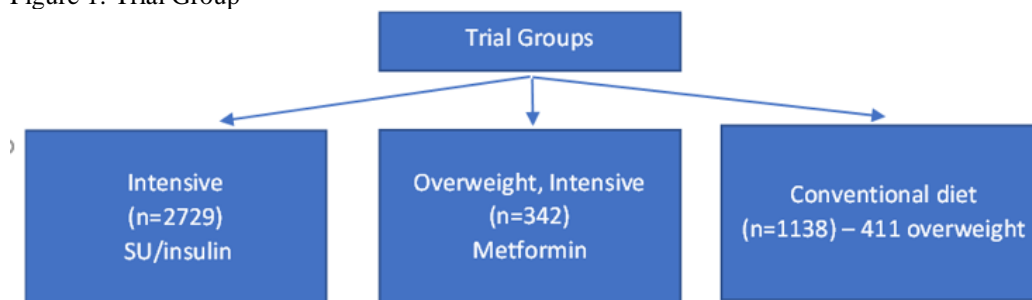 Figure 1: Trial Group
Trial Groups
Intensive
(n=2729)
SU/insulin
Overweight, Intensive
(n=342)
Metformin
Conventional diet
(n=1138) – 411 overweight